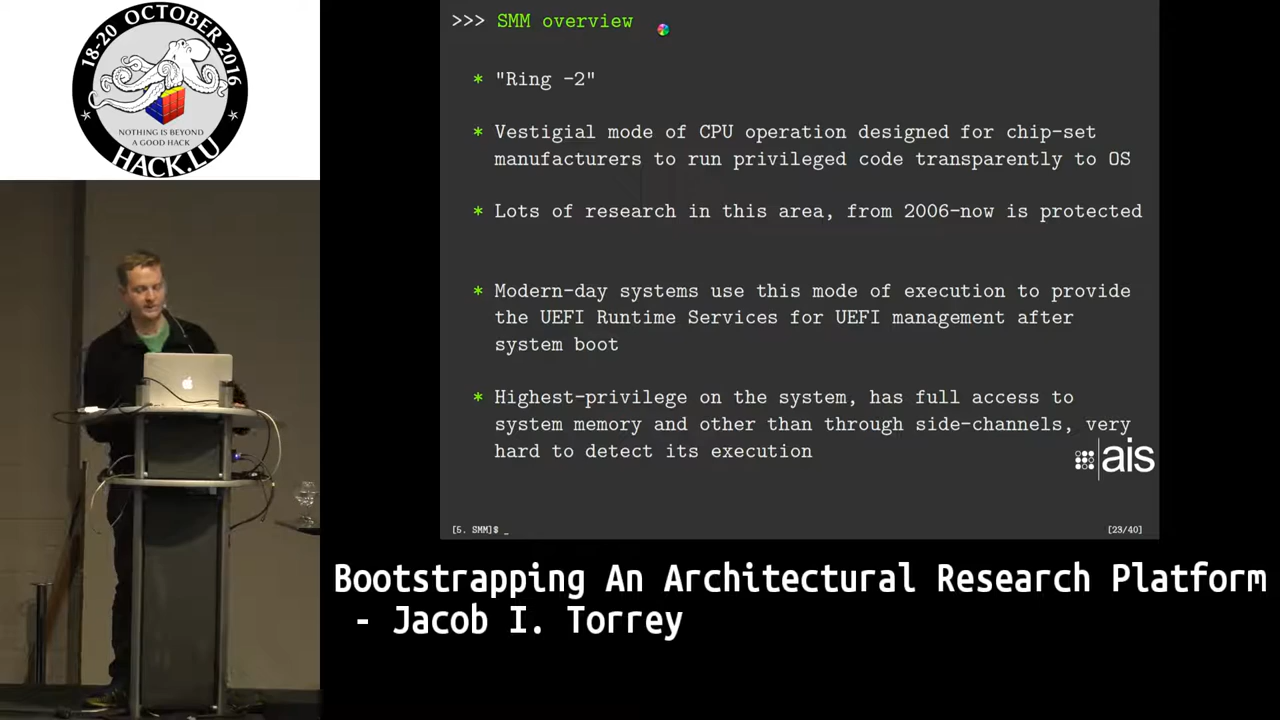 18-20 OCTOBER 2016
NOTHING IS BEYOND
A GOOD HACK
HACK.LU
>>> SMM overview
* "Ring -2"
* Vestigial mode of CPU operation designed for chip-set
manufacturers to run privileged code transparently to OS
* Lots of research in this area, from 2006-now is protected
* Modern-day systems use this mode of execution to provide
the UEFI Runtime Services for UEFI management after
system boot
* Highest-privilege on the system, has full access to
system memory and other than through side-channels, very
hard to detect its execution
ais
[5. SMM]$ _
[23/40]
Bootstrapping An Architectural Research Platform
- Jacob I. Torrey